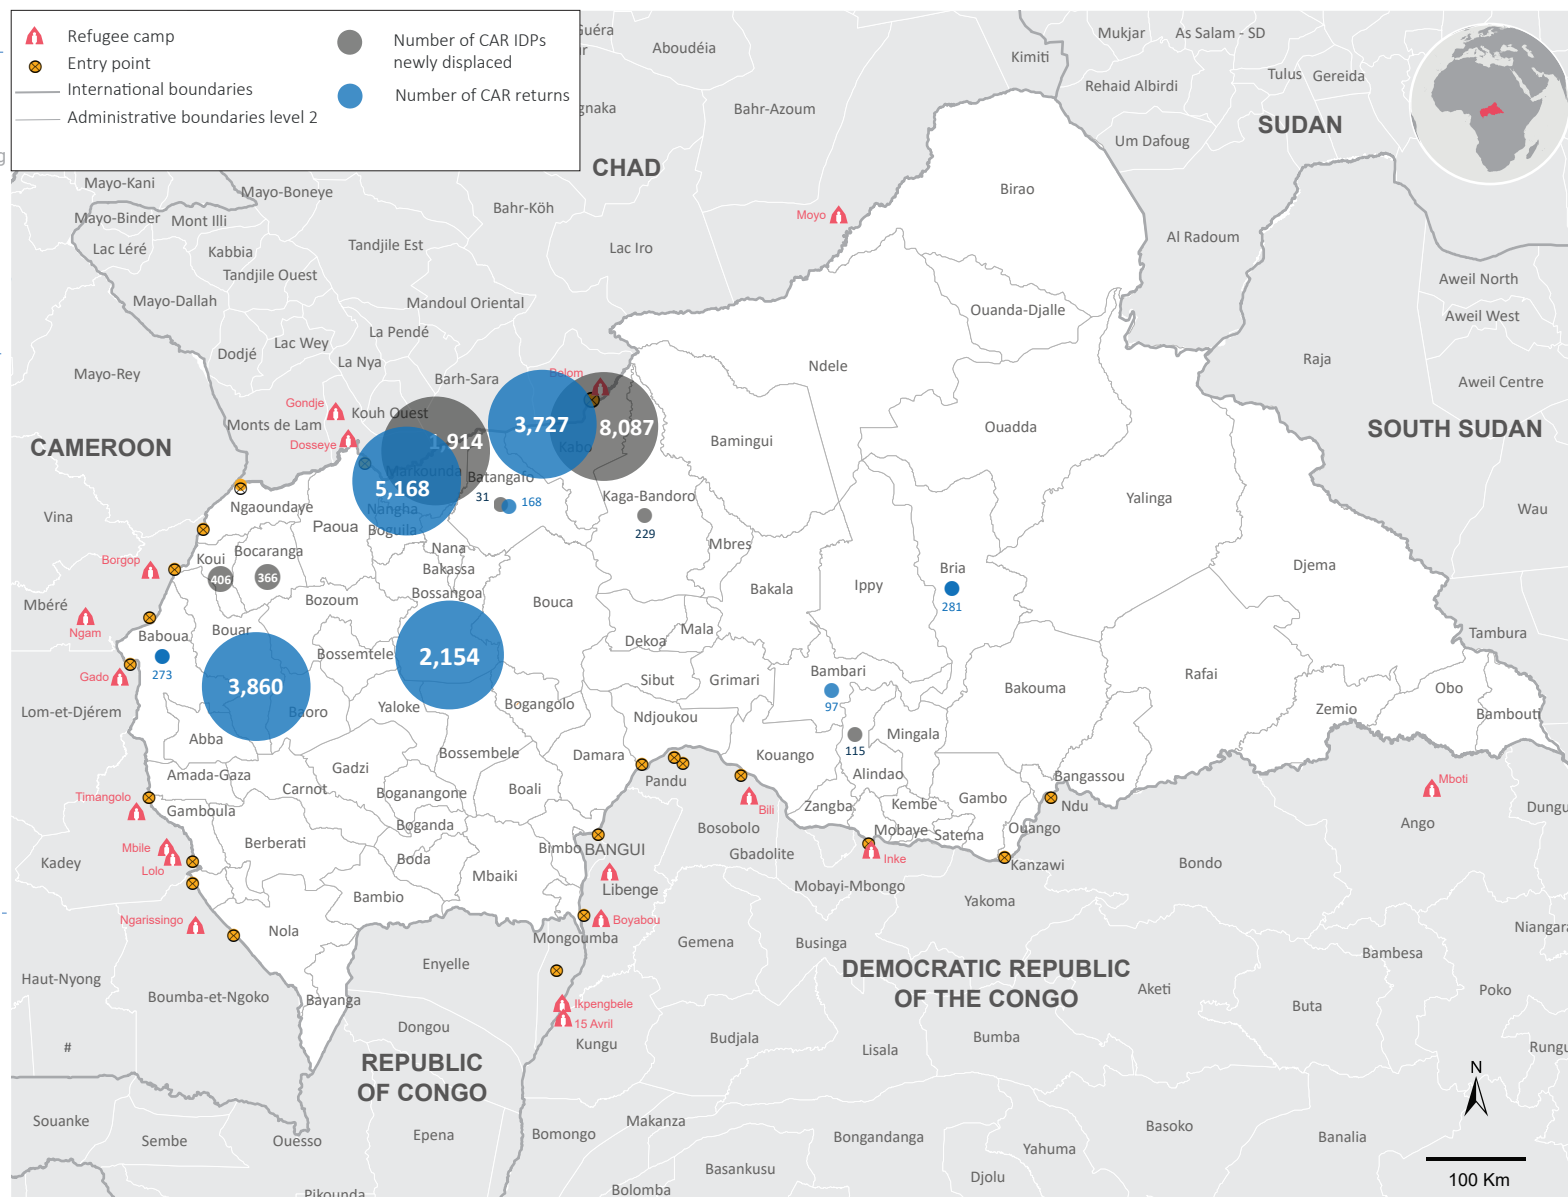 Refugee camp
Entry point
International boundaries
Administrative boundaries level 2
Number of CAR IDPs
newly displaced
Number of CAR returns
Aboudéia
Kimiti
Mukjar
As Salam - SD
Tulus
Gereida
Rehaid Albirdi
Bahr-Azoum
SUDAN
Um Dafoug
CHAD
Mayo-Kani
Mayo-Boneye
Birao
Mayo-Binder
Mont Illi
Bahr-Köh
Moyo
Lac Léré
Kabbia
Tandjile Est
Lac Iro
Al Radoum
Tandjile Ouest
Aweil North
Mayo-Dallah
Mandoul Oriental
Ouanda-Djalle
Aweil West
La Pendé
Lac Wey
Dodjé
La Nya
Raja
Mayo-Rey
Barh-Sara
Belom
Ndele
Aweil Centre
Gondje
Kouh Ouest
Monts de Lam
3,727
8,087
Ouadda
SOUTH SUDAN
CAMEROON
Dosseye
1,914
Kabo
Bamingui
Markounda
Batangafo
5,168
31
168
Kaga-Bandoro
Yalinga
Ngaoundaye
Nangha
Boguila
Paoua
229
Vina
Wau
Koui
Bocaranga
Nana
Bakassa
Mbres
Borgop
406
366
Bossangoa
Bakala
Ippy
Bria
281
Djema
Mbéré
Bozoum
Bouca
Ngam
Baboua
Bouar
Mala
Dekoa
Tambura
Bossemtele
2,154
273
Gado
3,860
Sibut
Grimari
Bambari
97
Bakouma
Rafai
Obo
Lom-et-Djérem
Baoro
Yaloke
Bogangolo
Ndjoukou
Zemio
Bambouti
Abba
Bossembele
Damara
Kouango
115
Mingala
Amada-Gaza
Gadzi
Pandu
Alindao
Bangassou
Mboti
Carnot
Boganangone
Boali
Timangolo
Gamboula
Bili
Zangba
Kembe
Gambo
Ndu
Ango
Boganda
Bosobolo
Mobaye
Satema
Ouango
Mbile
Berberati
Bimbo
BANGUI
Gbadolite
Inke
Kanzawi
Bondo
Kadey
Lolo
Boda
Mbaiki
Libenge
Mobayi-Mbongo
Bambio
Yakoma
Ngarissingo
Boyabou
Nola
Mongoumba
Gemena
Businga
Bambesa
Haut-Nyong
Enyelle
DEMOCRATIC REPUBLIC
OF THE CONGO
Aketi
Poko
Boumba-et-Ngoko
Bayanga
Ikpengbele
15 Avril
Buta
Dongou
Kungu
Budjala
Lisala
Bumba
#
REPUBLIC
OF CONGO
N
Souanke
Sembe
Ouesso
Epena
Bomongo
Makanza
Bongandanga
Yahuma
Basoko
Banalia
Basankusu
Djolu
Bolomba
100 Km